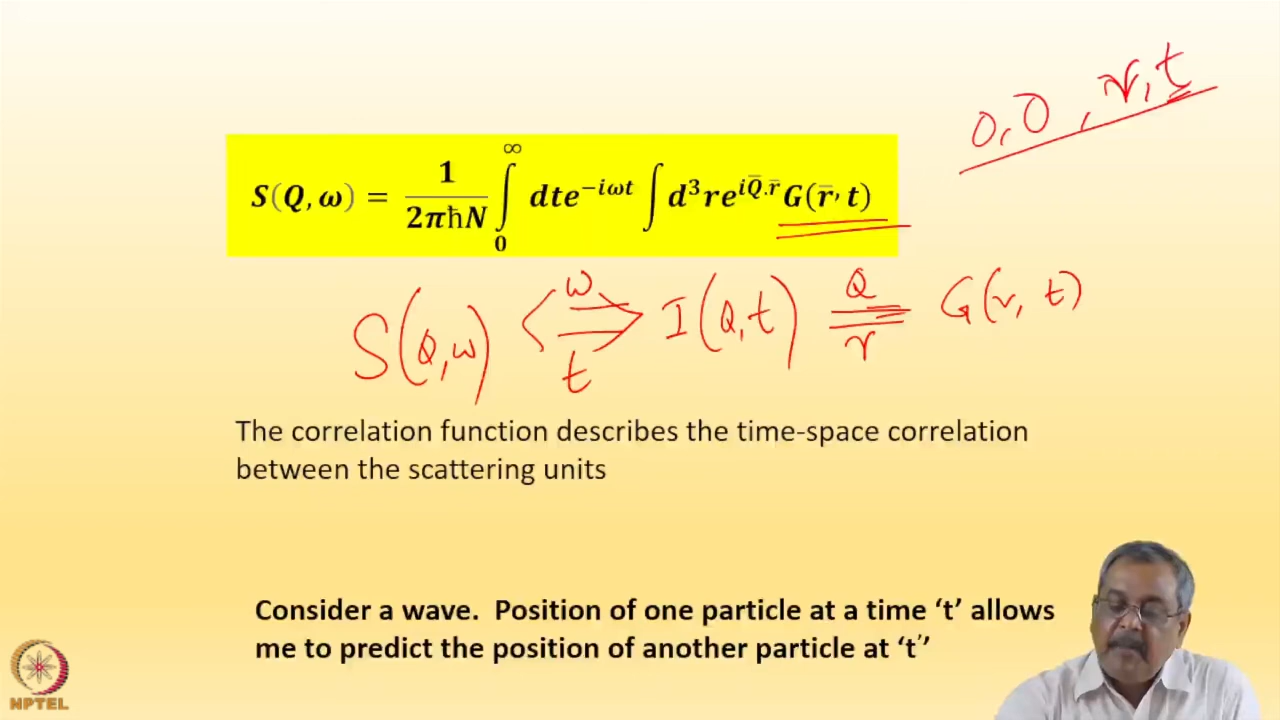 0, 0, r, t
S(Q, ω) = 1/2πħN ∫₀^∞ dte^{-iωt} ∫ d³re^{iQ̅.r̅} G(r̅, t)
S(Q, ω) ω/t I(Q, t) Q/r G(r, t)
The correlation function describes the time-space correlation
between the scattering units
Consider a wave. Position of one particle at a time ‘t’ allows
me to predict the position of another particle at ‘t’’
NPTEL